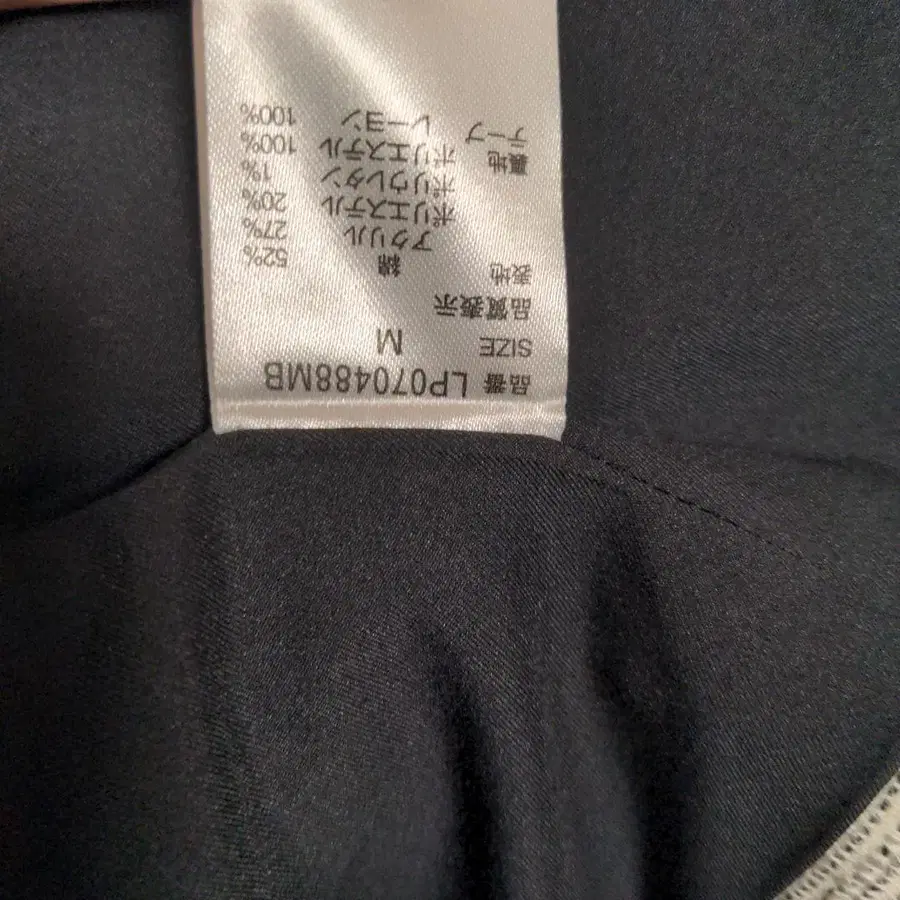 品番 LP070488MB
SIZE M
品質表示
表地 綿 52%
アクリル 27%
ポリエステル 20%
ポリウレタン 1%
裏地 ポリエステル 100%
テープ レーヨン 100%